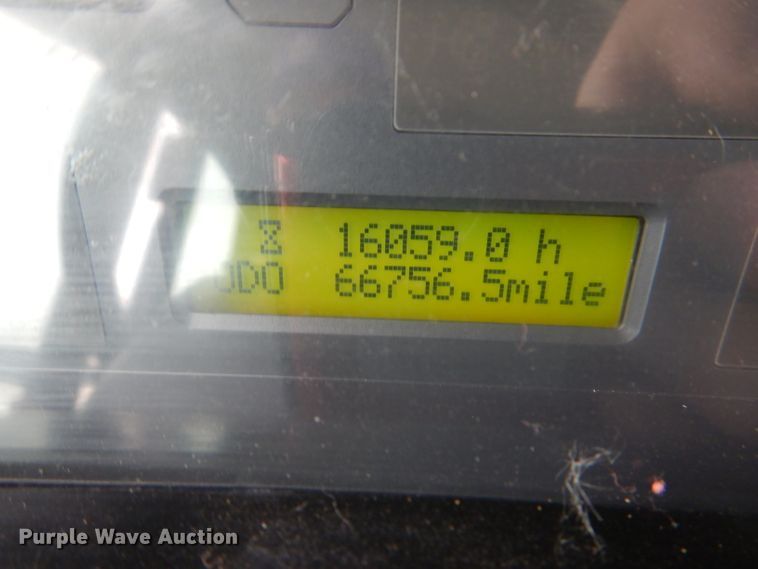 16059.0 h
ODO 66756.5mile
Purple Wave Auction